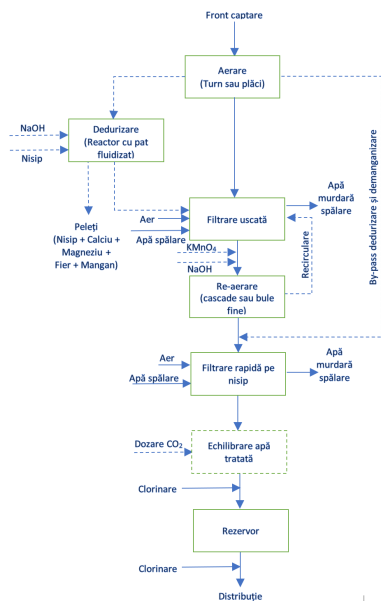 Front captare
Aerare
(Turn sau plăci)
NaOH
Nisip
Dedurizare
(Reactor cu pat
fluidizat)
By-pass dedurizare și demanganizare
Peleți
(Nisip + Calciu +
Magneziu +
Fier + Mangan)
Aer
Apă spălare
Filtrare uscată
Apă
murdară
spălare
KMnO₄
NaOH
Recirculare
Re-aerare
(cascade sau bule
fine)
Aer
Apă spălare
Filtrare rapidă pe
nisip
Apă
murdară
spălare
Dozare CO₂
Echilibrare apă
tratată
Clorinare
Rezervor
Clorinare
Distribuție